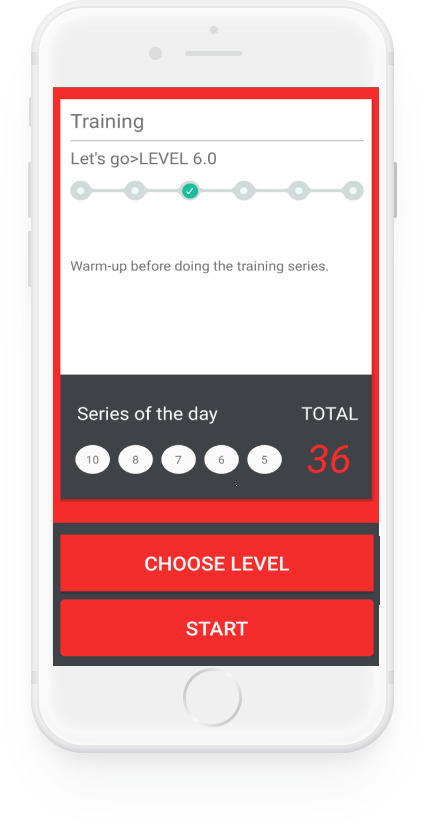 Training
Let's go>LEVEL 6.0
Warm-up before doing the training series.
Series of the day TOTAL
10 8 7 6 5 36
CHOOSE LEVEL
START